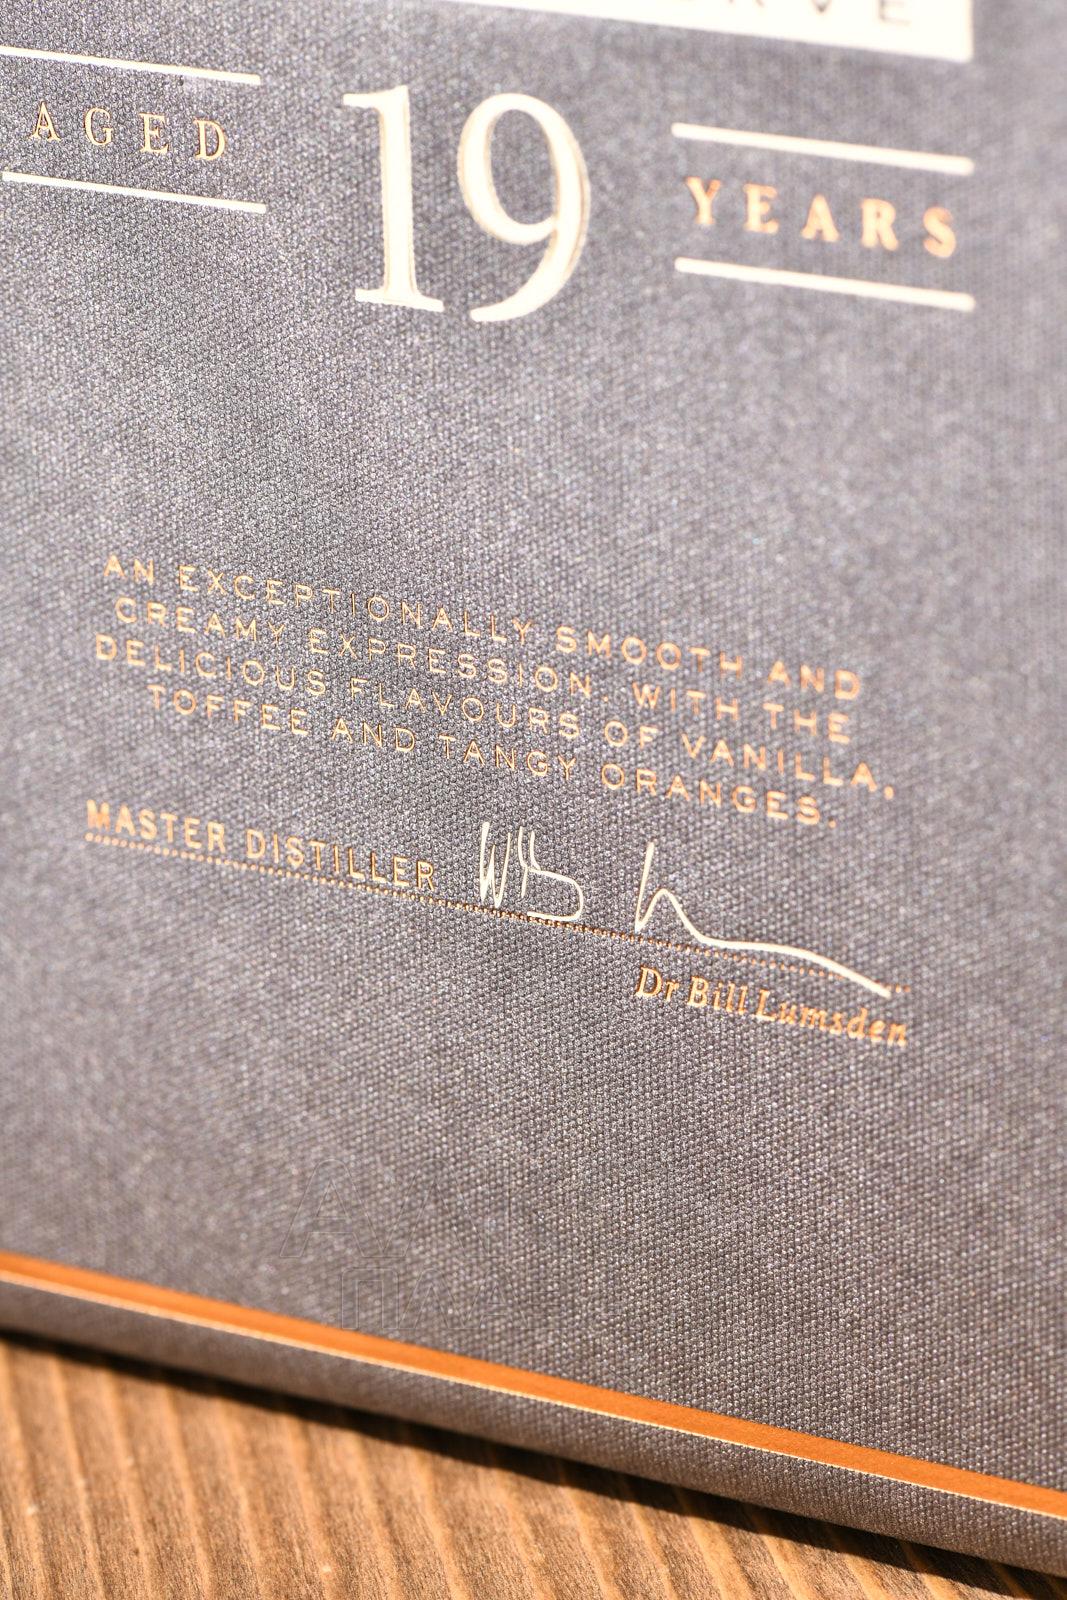 AGED 19 YEARS
AN EXCEPTIONALLY SMOOTH AND
CREAMY EXPRESSION. WITH THE
DELICIOUS FLAVOURS OF VANILLA,
TOFFEE AND TANGY ORANGES.
MASTER DISTILLER
Dr Bill Lumsden